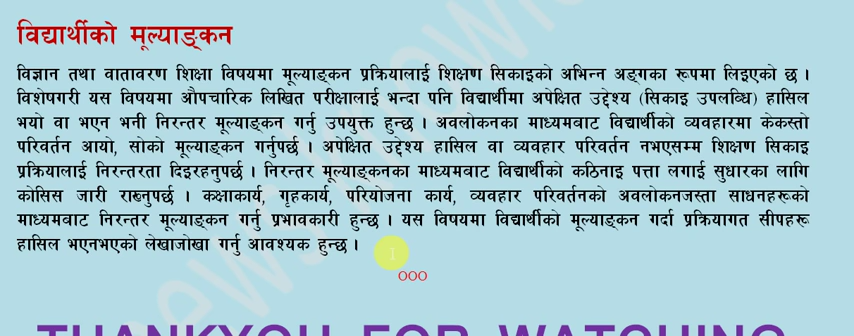 विद्यार्थीको मूल्याङ्कन
विज्ञान तथा वातावरण शिक्षा विषयमा मूल्याङ्कन प्रक्रियालाई शिक्षण सिकाइको अभिन्न अङ्गका रूपमा लिइएको छ ।
विशेषगरी यस विषयमा औपचारिक लिखित परीक्षालाई भन्दा पनि विद्यार्थीमा अपेक्षित उद्देश्य (सिकाइ उपलब्धि) हासिल
भयो वा भएन भनी निरन्तर मूल्याङ्कन गर्नु उपयुक्त हुन्छ । अवलोकनका माध्यमबाट विद्यार्थीको व्यवहारमा केकस्तो
परिवर्तन आयो, सोको मूल्याङ्कन गर्नुपर्छ । अपेक्षित उद्देश्य हासिल वा व्यवहार परिवर्तन नभएसम्म शिक्षण सिकाइ
प्रक्रियालाई निरन्तरता दिइरहनुपर्छ । निरन्तर मूल्याङ्कनका माध्यमबाट विद्यार्थीको कठिनाइ पत्ता लगाई सुधारका लागि
कोसिस जारी राख्नुपर्छ । कक्षाकार्य, गृहकार्य, परियोजना कार्य, व्यवहार परिवर्तनको अवलोकनजस्ता साधनहरूको
माध्यमबाट निरन्तर मूल्याङ्कन गर्नु प्रभावकारी हुन्छ । यस विषयमा विद्यार्थीको मूल्याङ्कन गर्दा प्रक्रियागत सीपहरू
हासिल भएनभएको लेखाजोखा गर्नु आवश्यक हुन्छ ।
OOO
THANKYOU FOR WATCHING